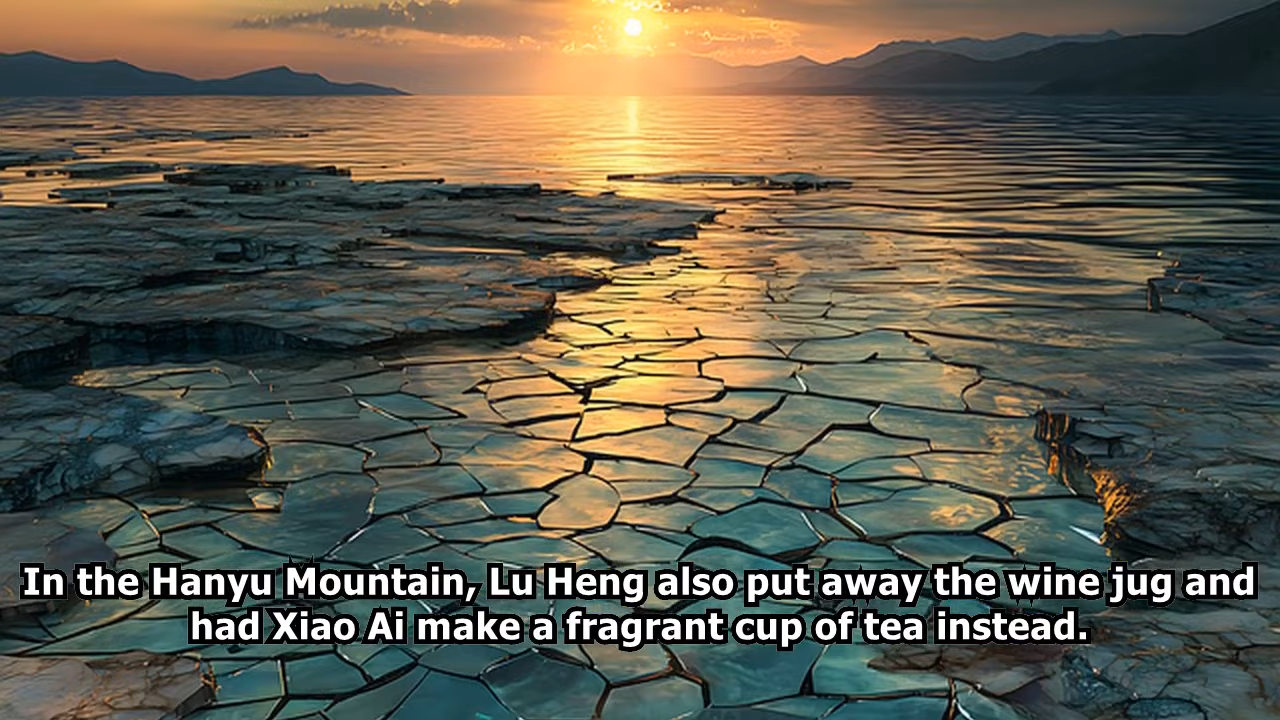 In the Hanyu Mountain, Lu Heng also put away the wine jug and
had Xiao Ai make a fragrant cup of tea instead.